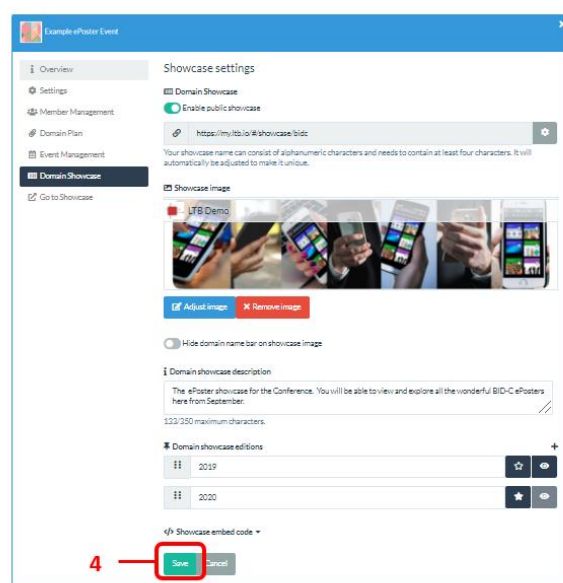 Example ePoster Event
x
Overview
Settings
Member Management
Domain Plan
Event Management
Domain Showcase
Go to Showcase
Showcase settings
Domain Showcase
Enable public showcase
https://my.ltb.io/#/showcase/bidc
Your showcase name can consist of alphanumeric characters and needs to contain at least four characters. It will
automatically be adjusted to make it unique.
Showcase image
LTB Demo
Adjust image
Remove image
Hide domain name bar on showcase image
Domain showcase description
The ePoster showcase for the Conference. You will be able to view and explore all the wonderful BID-C ePosters
here from September.
133/350 maximum characters.
Domain showcase editions
+
2019
2020
</> Showcase embed code
4
Save
Cancel